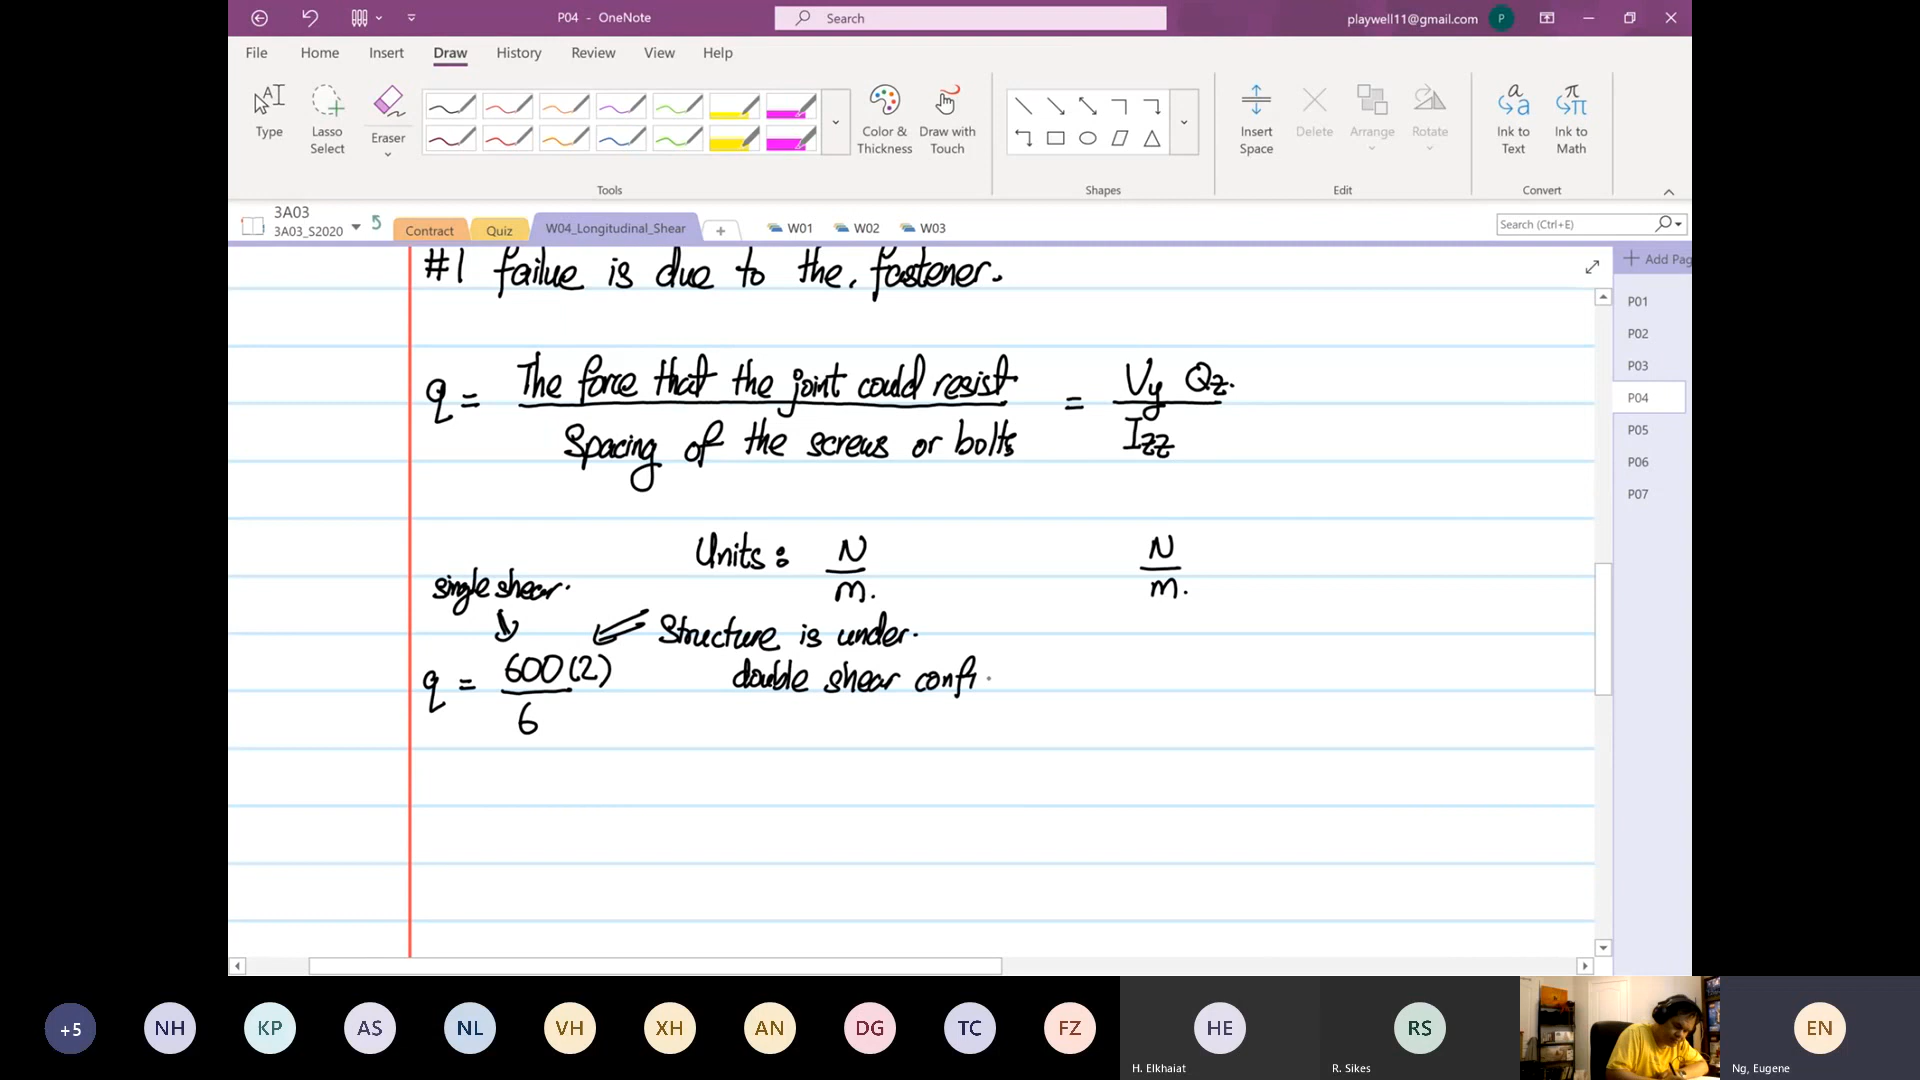 P04 - OneNote
Search
playwell11@gmail.com
P
File Home Insert Draw History Review View Help
Type
Lasso Select
Eraser
Color & Thickness
Draw with Touch
Insert Space
Delete
Arrange
Rotate
Ink to Text
Ink to Math
Tools
Shapes
Edit
Convert
3A03
3A03_S2020
Contract
Quiz
W04_Longitudinal_Shear
W01
W02
W03
Search (Ctrl+E)
Add Pag
P01
P02
P03
P04
P05
P06
P07
#1 failue is due to the, fastener.
q = The force that the joint could resist = Vy Qz.
Spacing of the screws or bolts Izz
Units: N N
m. m.
single shear.
Structure is under.
q = 600(2) double shear confi
6
+5 NH KP AS NL VH XH AN DG TC FZ HE RS EN
H. Elkhaiat R. Sikes Ng, Eugene